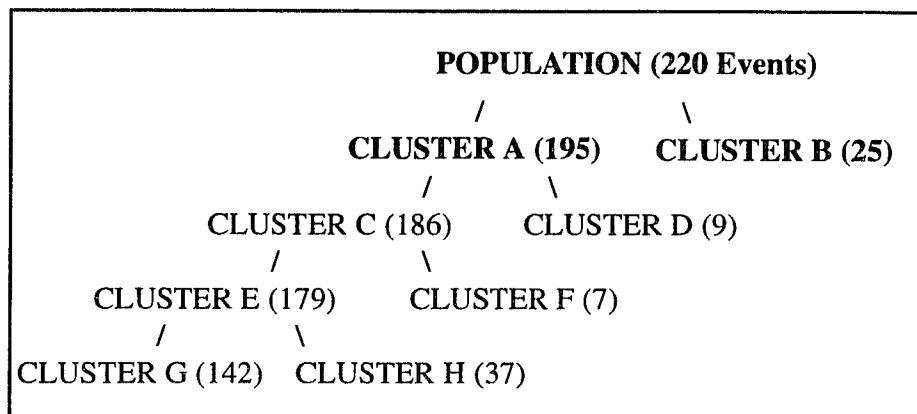 POPULATION (220 Events)
/ \
CLUSTER A (195) CLUSTER B (25)
/ \
CLUSTER C (186) CLUSTER D (9)
/ \
CLUSTER E (179) CLUSTER F (7)
/ \
CLUSTER G (142) CLUSTER H (37)